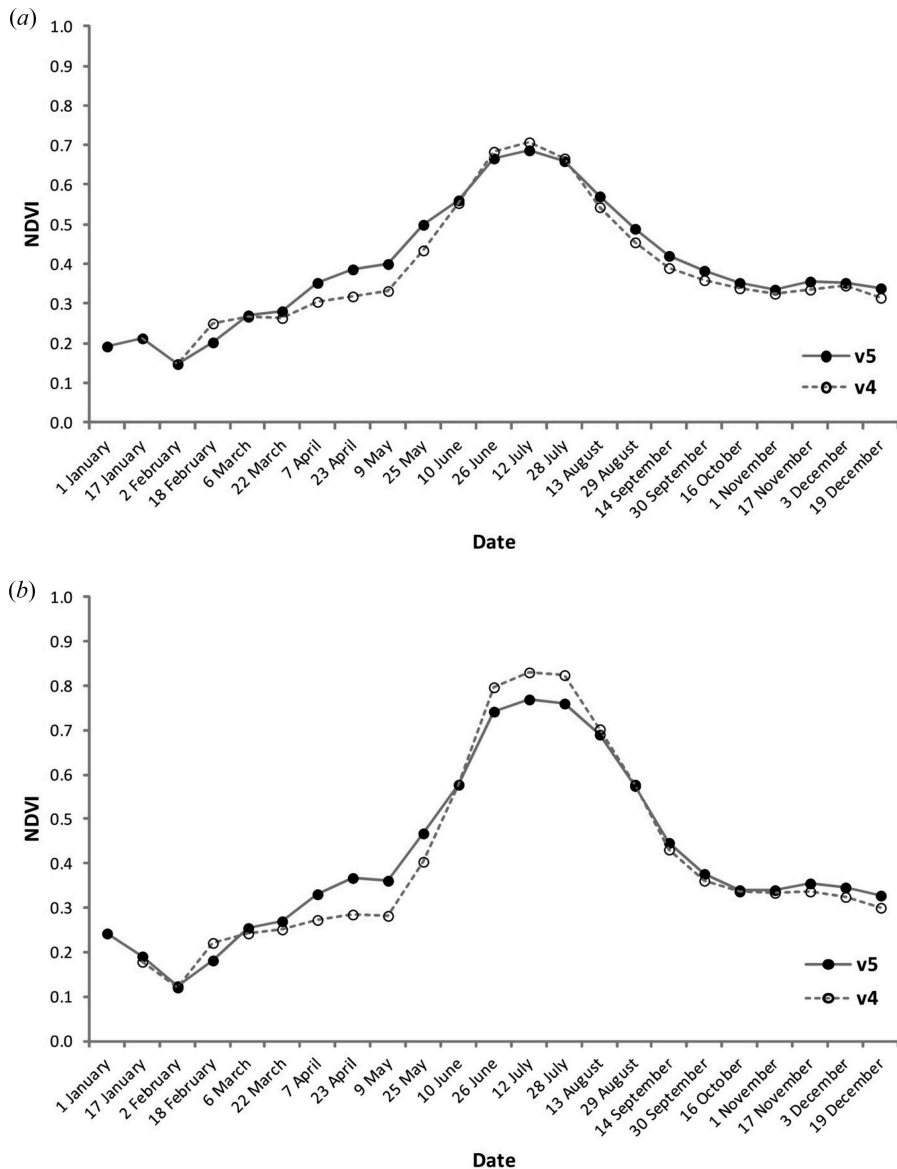 (a)
1.0
0.9
0.8
0.7
0.6
0.5
0.4
0.3
0.2
0.1
0.0
NDVI
v5
v4
1 January
17 January
2 February
18 February
6 March
22 March
7 April
23 April
9 May
25 May
10 June
26 June
12 July
28 July
13 August
29 August
14 September
30 September
16 October
1 November
17 November
3 December
19 December
Date
(b)
1.0
0.9
0.8
0.7
0.6
0.5
0.4
0.3
0.2
0.1
0.0
NDVI
v5
v4
1 January
17 January
2 February
18 February
6 March
22 March
7 April
23 April
9 May
25 May
10 June
26 June
12 July
28 July
13 August
29 August
14 September
30 September
16 October
1 November
17 November
3 December
19 December
Date